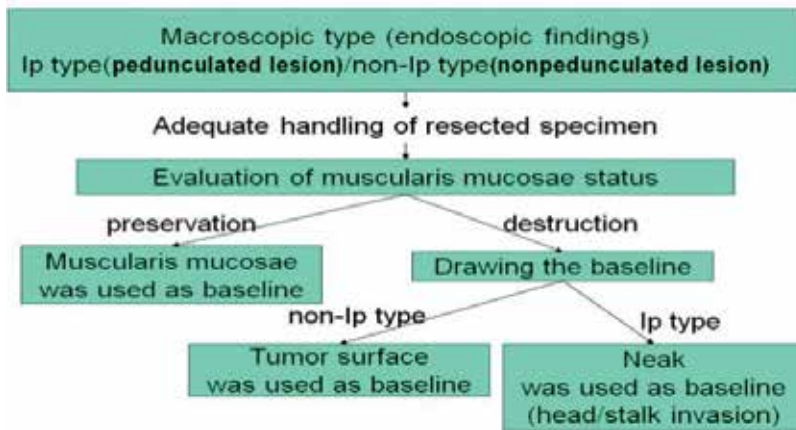 Macroscopic type (endoscopic findings)
Ip type(pedunculated lesion)/non-Ip type(nonpedunculated lesion)
Adequate handling of resected specimen
Evaluation of muscularis mucosae status
preservation
destruction
Muscularis mucosae
was used as baseline
Drawing the baseline
non-Ip type
Ip type
Tumor surface
was used as baseline
Neak
was used as baseline
(head/stalk invasion)